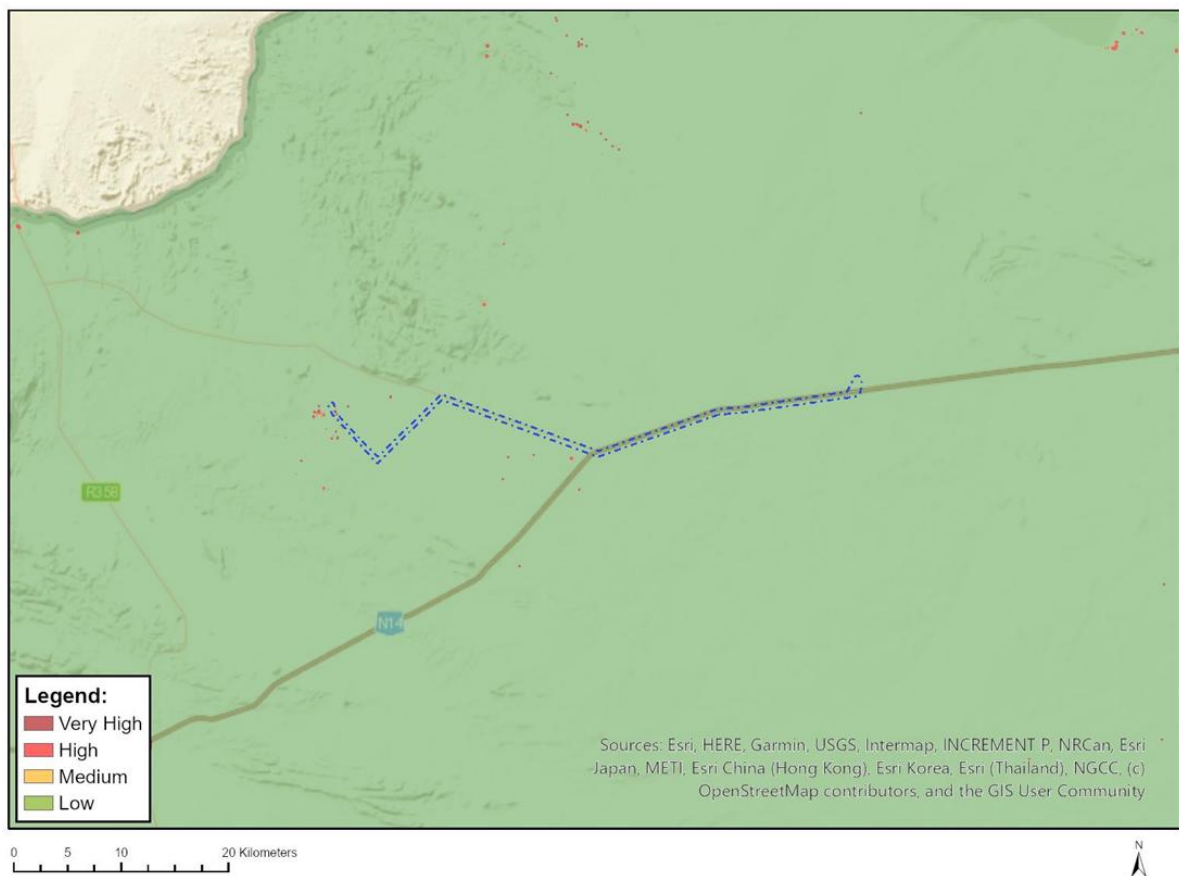 R358
N14
Legend:
Very High
High
Medium
Low
Sources: Esri, HERE, Garmin, USGS, Intermap, INCREMENT P, NRCan, Esri
Japan, METI, Esri China (Hong Kong), Esri Korea, Esri (Thailand), NGCC, (c)
OpenStreetMap contributors, and the GIS User Community
0 5 10 20 Kilometers
N